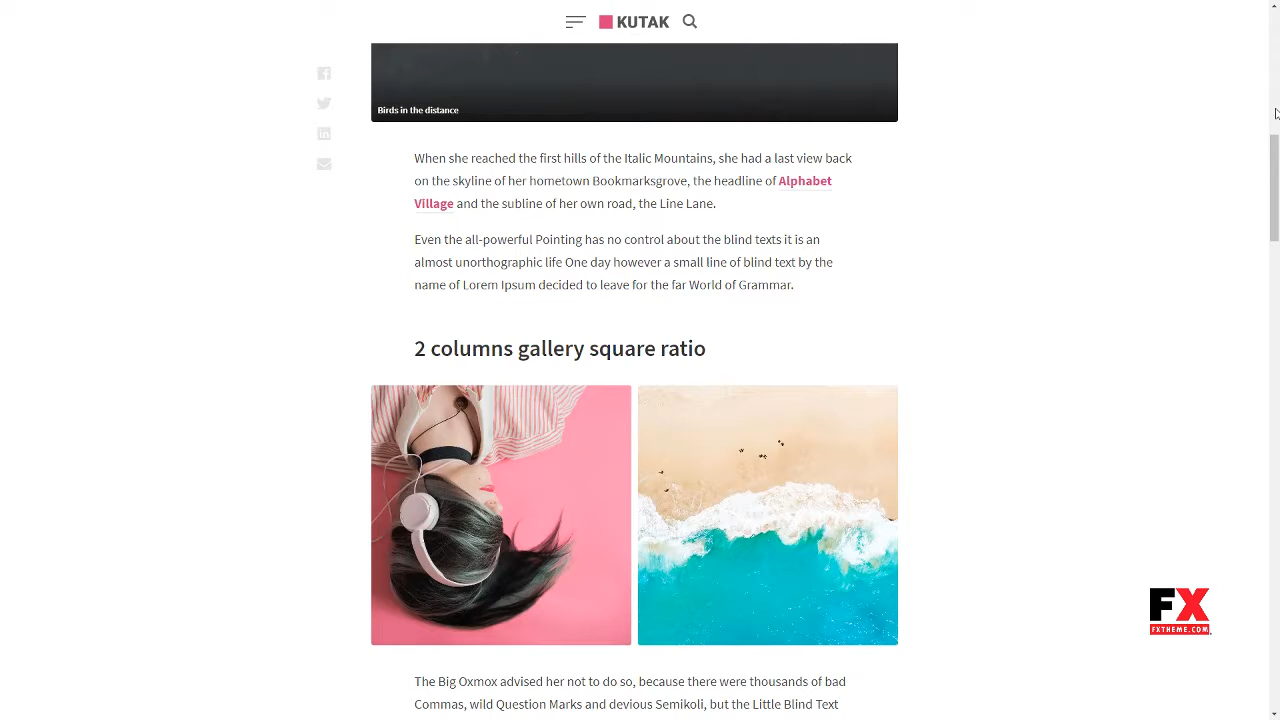 KUTAK
Birds in the distance
When she reached the first hills of the Italic Mountains, she had a last view back
on the skyline of her hometown Bookmarksgrove, the headline of Alphabet
Village and the subline of her own road, the Line Lane.
Even the all-powerful Pointing has no control about the blind texts it is an
almost unorthographic life One day however a small line of blind text by the
name of Lorem Ipsum decided to leave for the far World of Grammar.
2 columns gallery square ratio
FX
FXTHEME.COM
The Big Oxmox advised her not to do so, because there were thousands of bad
Commas, wild Question Marks and devious Semikoli, but the Little Blind Text